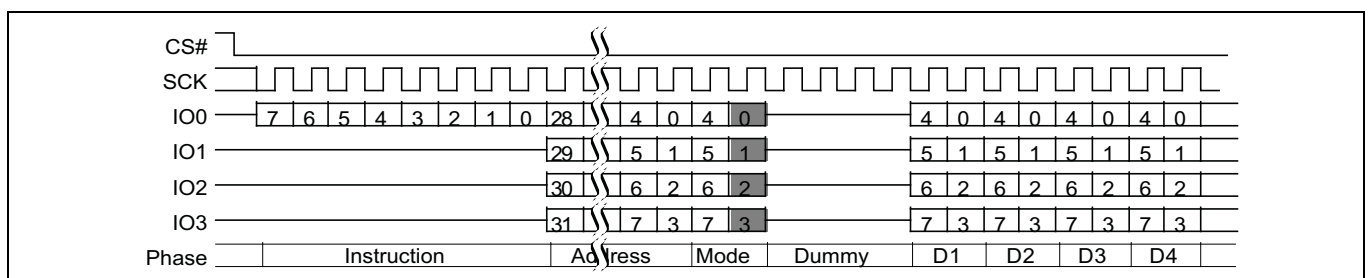 CS#
SCK
IO0 7 6 5 4 3 2 1 0 28 4 0 4 0 4 0 4 0 4 0 4 0
IO1 29 5 1 5 1 5 1 5 1 5 1 5 1
IO2 30 6 2 6 2 6 2 6 2 6 2 6 2
IO3 31 7 3 7 3 7 3 7 3 7 3 7 3
Phase Instruction Address Mode Dummy D1 D2 D3 D4